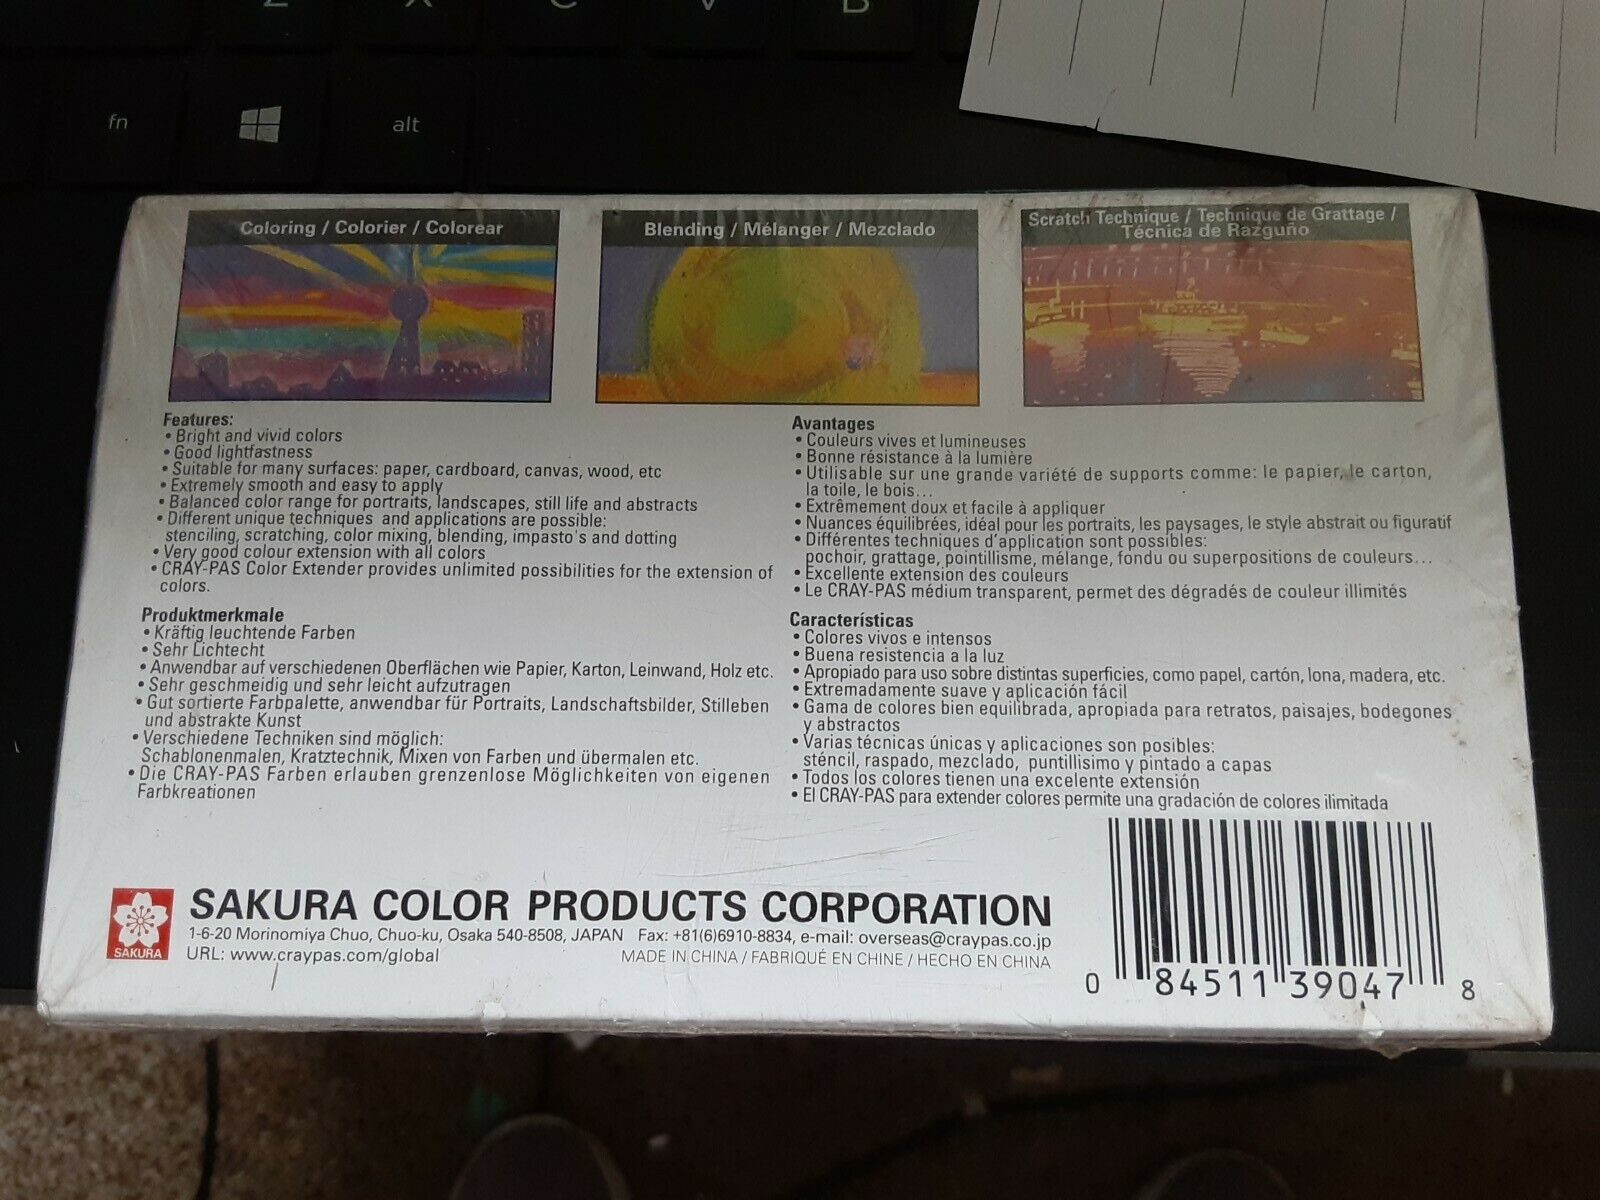 Z X C V B
fn alt
Coloring / Colorier / Colorear
Blending / Mélanger / Mezclado
Scratch Technique / Technique de Grattage /
Técnica de Razguño
Features:
• Bright and vivid colors
• Good lightfastness
• Suitable for many surfaces: paper, cardboard, canvas, wood, etc
• Extremely smooth and easy to apply
• Balanced color range for portraits, landscapes, still life and abstracts
• Different unique techniques and applications are possible:
stenciling, scratching, color mixing, blending, impasto's and dotting
• Very good colour extension with all colors
• CRAY-PAS Color Extender provides unlimited possibilities for the extension of
colors.
Avantages
• Couleurs vives et lumineuses
• Bonne résistance à la lumière
• Utilisable sur une grande variété de supports comme: le papier, le carton,
la toile, le bois...
• Extrêmement doux et facile à appliquer
• Nuances équilibrées, idéal pour les portraits, les paysages, le style abstrait ou figuratif
• Différentes techniques d'application sont possibles:
pochoir, grattage, pointillisme, mélange, fondu ou superpositions de couleurs...
• Excellente extension des couleurs
• Le CRAY-PAS médium transparent, permet des dégradés de couleur illimités
Produktmerkmale
• Kräftig leuchtende Farben
• Sehr Lichtecht
• Anwendbar auf verschiedenen Oberflächen wie Papier, Karton, Leinwand, Holz etc.
• Sehr geschmeidig und sehr leicht aufzutragen
• Gut sortierte Farbpalette, anwendbar für Portraits, Landschaftsbilder, Stilleben
und abstrakte Kunst
• Verschiedene Techniken sind möglich:
Schablonenmalen, Kratztechnik, Mixen von Farben und übermalen etc.
• Die CRAY-PAS Farben erlauben grenzenlose Möglichkeiten von eigenen
Farbkreationen
Características
• Colores vivos e intensos
• Buena resistencia a la luz
• Apropiado para uso sobre distintas superficies, como papel, cartón, lona, madera, etc.
• Extremadamente suave y aplicación fácil
• Gama de colores bien equilibrada, apropiada para retratos, paisajes, bodegones
y abstractos
• Varias técnicas únicas y aplicaciones son posibles:
sténcil, raspado, mezclado, puntillisimo y pintado a capas
• Todos los colores tienen una excelente extensión
• El CRAY-PAS para extender colores permite una gradación de colores ilimitada
SAKURA
SAKURA COLOR PRODUCTS CORPORATION
1-6-20 Morinomiya Chuo, Chuo-ku, Osaka 540-8508, JAPAN Fax: +81(6)6910-8834, e-mail: overseas@craypas.co.jp
URL: www.craypas.com/global MADE IN CHINA / FABRIQUÉ EN CHINE / HECHO EN CHINA
0 84511 39047 8